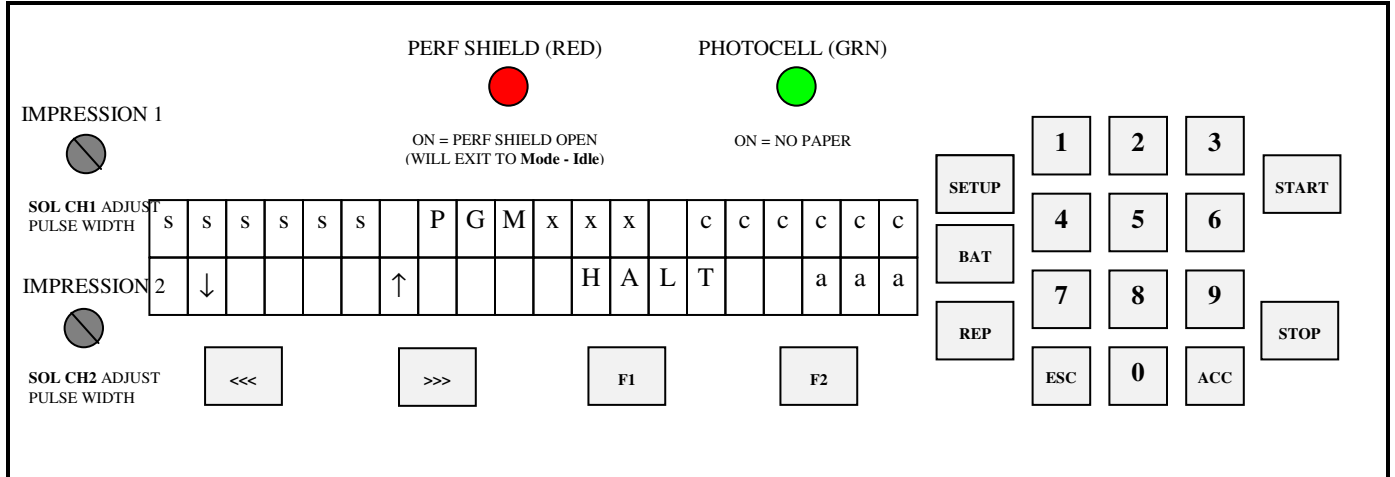 PERF SHIELD (RED)
PHOTOCELL (GRN)
ON = PERF SHIELD OPEN
(WILL EXIT TO Mode - Idle)
ON = NO PAPER
IMPRESSION 1
SOL CH1 ADJUST
PULSE WIDTH
s s s s s s P G M x x x c c c c c c
IMPRESSION 2
↓ ↑ H A L T a a a
SOL CH2 ADJUST
PULSE WIDTH
<<< >>> F1 F2
SETUP
BAT
REP
1 2 3
4 5 6
7 8 9
ESC 0 ACC
START
STOP